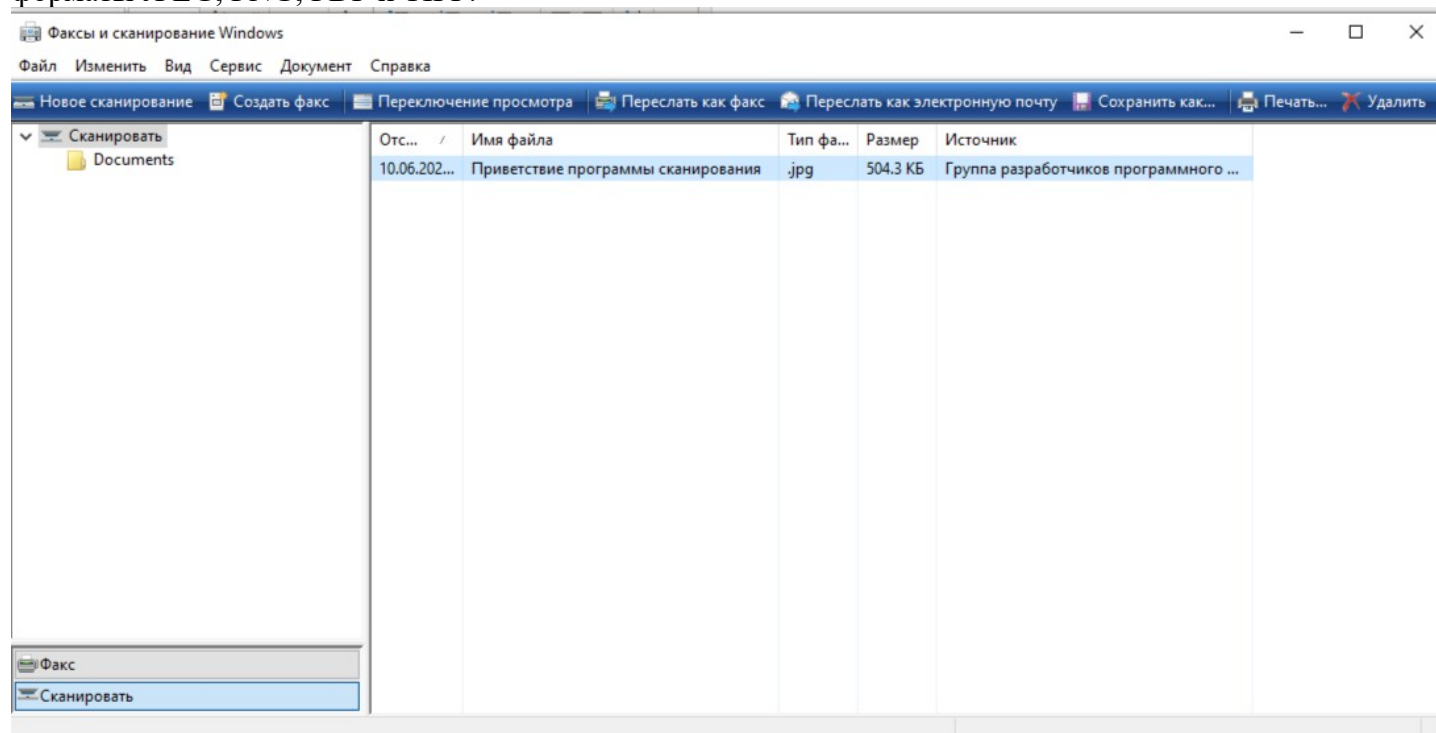 Факсы и сканирование Windows
Файл Изменить Вид Сервис Документ Справка
Новое сканирование Создать факс Переключение просмотра Переслать как факс Переслать как электронную почту Сохранить как... Печать... Удалить
Сканировать
Documents
Отс... Имя файла Тип фа... Размер Источник
10.06.202... Приветствие программы сканирования .jpg 504.3 КБ Группа разработчиков программного ...
Факс
Сканировать